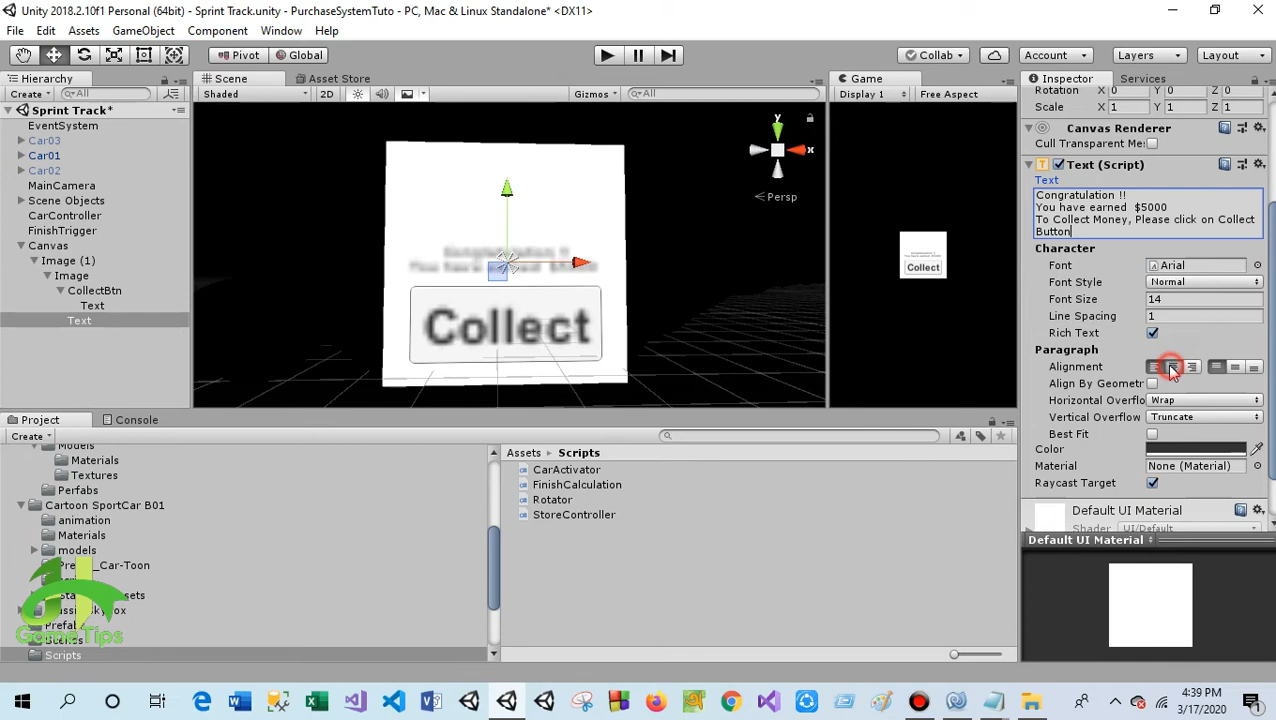 Unity 2018.2.10f1 Personal (64bit) - Sprint Track.unity - PurchaseSystemTuto - PC, Mac & Linux Standalone* <DX11>
File Edit Assets GameObject Component Window Help
Pivot Global Collab Account Layers Layout
Hierarchy Scene Asset Store Game Inspector Services
Create All Shaded 2D Gizmos All Display 1 Free Aspect
Rotation X 0 Y 0 Z 0
Scale X 1 Y 1 Z 1
Sprint Track*
EventSystem
Car03
Car01
Car02
MainCamera
SceneObjects
CarController
FinishTrigger
Canvas
Image (1)
Image
CollectBtn
Text
Text
y
x
Persp
Congratulation !!
You have earned $5000
Collect
Collect
Canvas Renderer
Cull Transparent Me:
Text (Script)
Text
Congratulation !!
You have earned $5000
To Collect Money, Please click on Collect
Button
Character
Font Arial
Font Style Normal
Font Size 14
Line Spacing 1
Rich Text
Paragraph
Alignment
Align By Geometr
Horizontal Overflo Wrap
Vertical Overflow Truncate
Best Fit
Color
Material None (Material)
Raycast Target
Default UI Material
Shader UI/Default
Default UI Material
Project Console
Create
Models
Materials
Textures
Perfabs
Cartoon SportCar B01
animation
Materials
models
Game Tips
Scripts
Assets Scripts
CarActivator
FinishCalculation
Rotator
StoreController
4:39 PM
3/17/2020